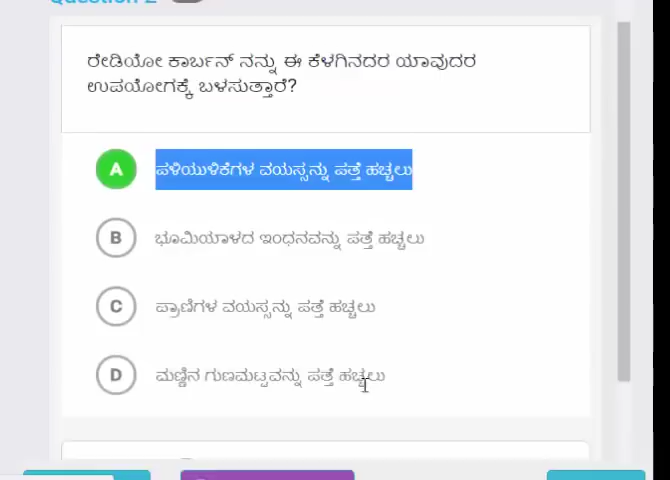 Question 2
ರೇಡಿಯೋ ಕಾರ್ಬನ್ ನನ್ನು ಈ ಕೆಳಗಿನದರ ಯಾವುದರ
ಉಪಯೋಗಕ್ಕೆ ಬಳಸುತ್ತಾರೆ?
A ಪಳಿಯುಳಿಕೆಗಳ ವಯಸ್ಸನ್ನು ಪತ್ತೆ ಹಚ್ಚಲು
B ಭೂಮಿಯಾಳದ ಇಂಧನವನ್ನು ಪತ್ತೆ ಹಚ್ಚಲು
C ಪ್ರಾಣಿಗಳ ವಯಸ್ಸನ್ನು ಪತ್ತೆ ಹಚ್ಚಲು
D ಮಣ್ಣಿನ ಗುಣಮಟ್ಟವನ್ನು ಪತ್ತೆ ಹಚ್ಚಲು